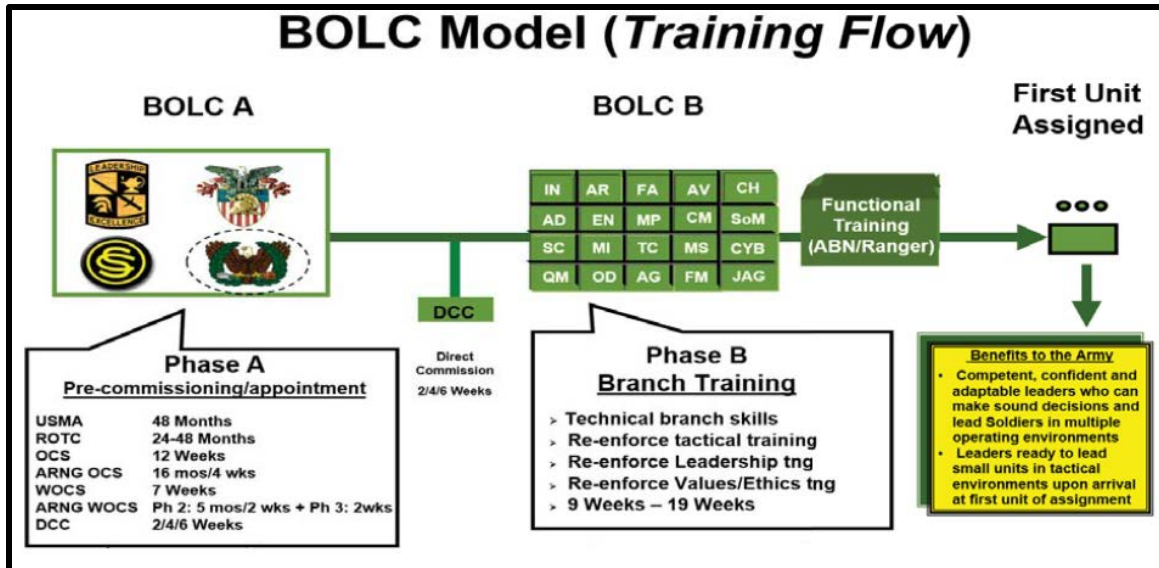 BOLC Model (Training Flow)
BOLC A
BOLC B
First Unit
Assigned
LEADERSHIP
EXCELLENCE
OCS
DCC
Direct
Commission
2/4/6 Weeks
IN AR FA AV CH
AD EN MP CM SoM
SC MI TC MS CYB
QM OD AG FM JAG
Functional
Training
(ABN/Ranger)
Phase A
Pre-commissioning/appointment
USMA 48 Months
ROTC 24-48 Months
OCS 12 Weeks
ARNG OCS 16 mos/4 wks
WOCS 7 Weeks
ARNG WOCS Ph 2: 5 mos/2 wks + Ph 3: 2wks
DCC 2/4/6 Weeks
Phase B
Branch Training
➢ Technical branch skills
➢ Re-enforce tactical training
➢ Re-enforce Leadership tng
➢ Re-enforce Values/Ethics tng
➢ 9 Weeks – 19 Weeks
Benefits to the Army
• Competent, confident and
adaptable leaders who can
make sound decisions and
lead Soldiers in multiple
operating environments
• Leaders ready to lead
small units in tactical
environments upon arrival
at first unit of assignment